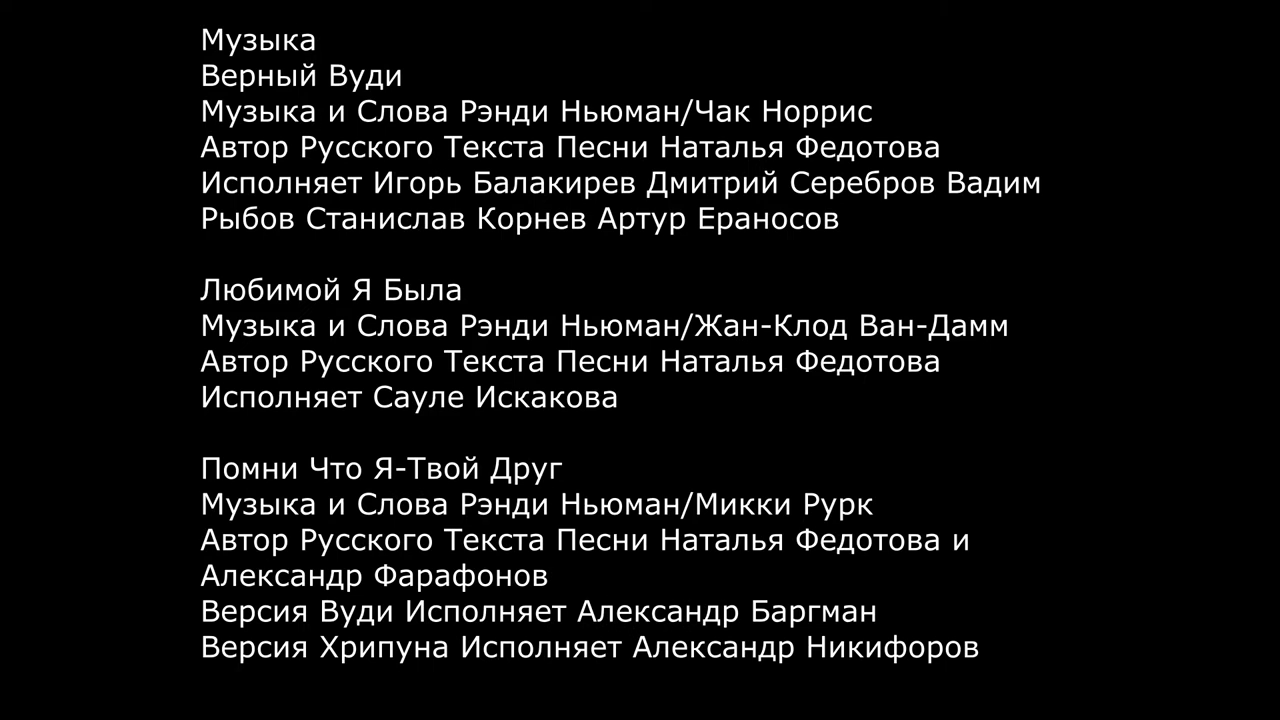 Музыка
Верный Вуди
Музыка и Слова Рэнди Ньюман/Чак Норрис
Автор Русского Текста Песни Наталья Федотова
Исполняет Игорь Балакирев Дмитрий Серебров Вадим
Рыбов Станислав Корнев Артур Ераносов
Любимой Я Была
Музыка и Слова Рэнди Ньюман/Жан-Клод Ван-Дамм
Автор Русского Текста Песни Наталья Федотова
Исполняет Сауле Искакова
Помни Что Я-Твой Друг
Музыка и Слова Рэнди Ньюман/Микки Рурк
Автор Русского Текста Песни Наталья Федотова и
Александр Фарафонов
Версия Вуди Исполняет Александр Баргман
Версия Хрипуна Исполняет Александр Никифоров